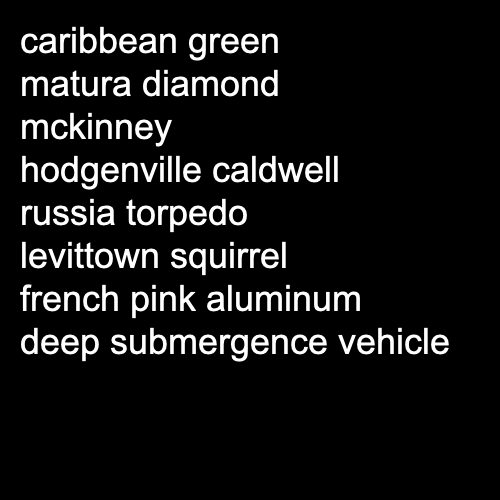 caribbean green
matura diamond
mckinney
hodgenville caldwell
russia torpedo
levittown squirrel
french pink aluminum
deep submergence vehicle